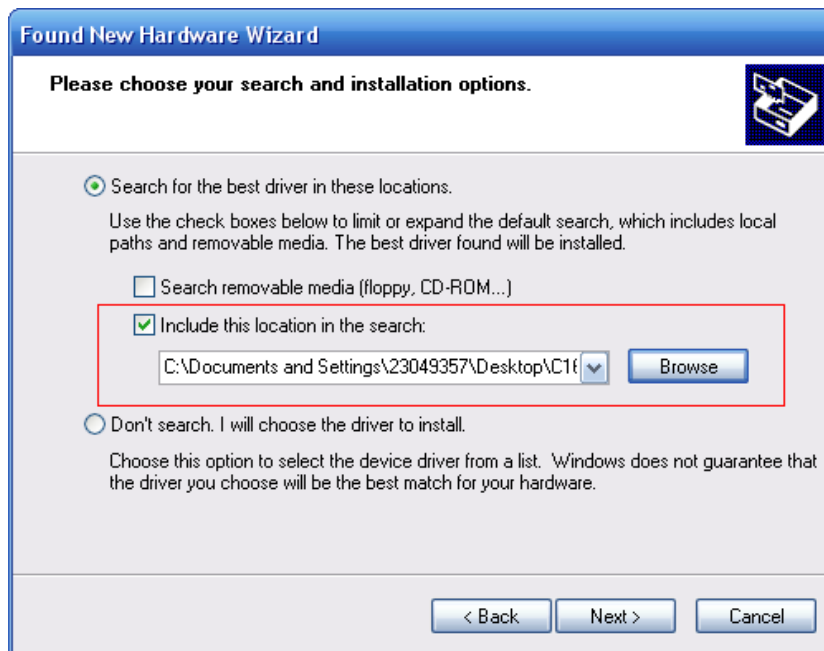 Found New Hardware Wizard
Please choose your search and installation options.
Search for the best driver in these locations.
Use the check boxes below to limit or expand the default search, which includes local
paths and removable media. The best driver found will be installed.
Search removable media (floppy, CD-ROM...)
Include this location in the search:
C:\Documents and Settings\23049357\Desktop\C16
Browse
Don't search. I will choose the driver to install.
Choose this option to select the device driver from a list. Windows does not guarantee that
the driver you choose will be the best match for your hardware.
< Back Next > Cancel